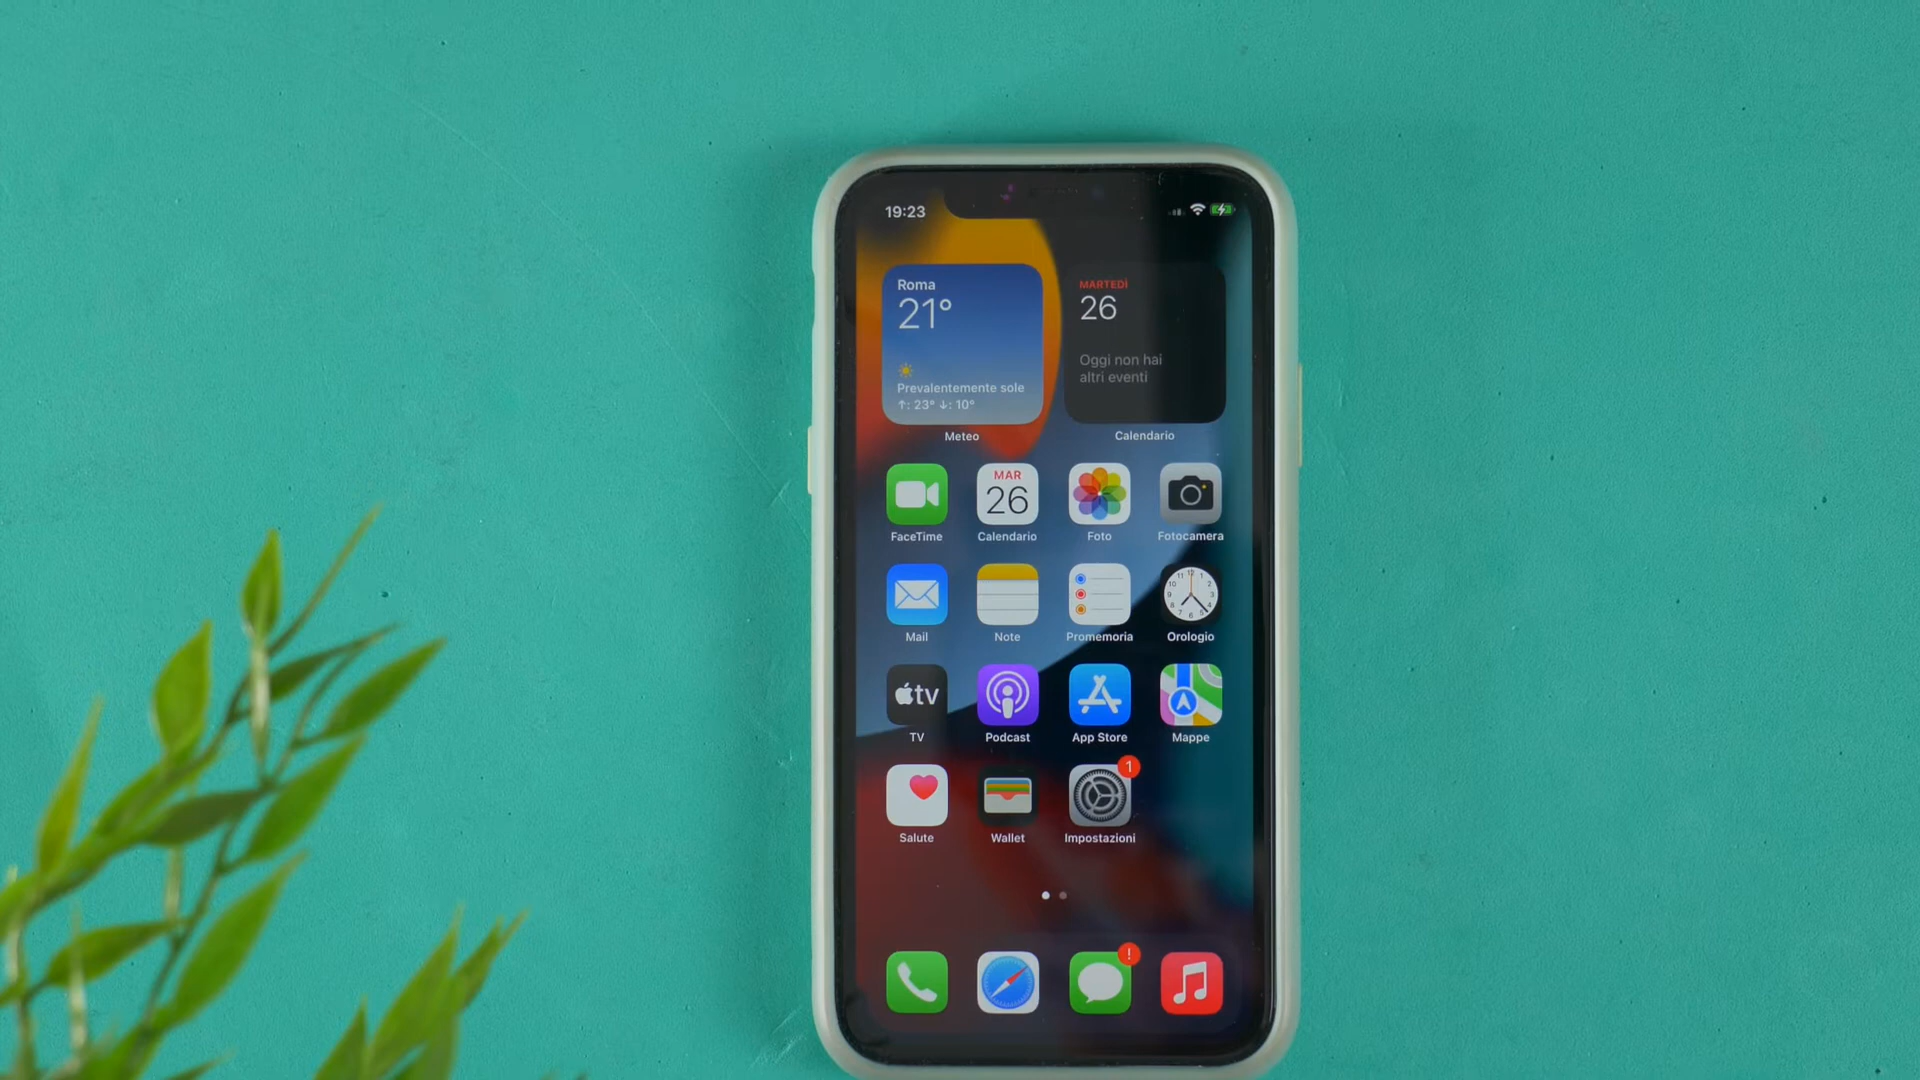 19:23
Roma
21°
Prevalentemente sole
↑: 23° ↓: 10°
Meteo
MARTEDÌ
26
Oggi non hai
altri eventi
Calendario
FaceTime
MAR
26
Calendario
Foto
Fotocamera
Mail
Note
Promemoria
Orologio
tv
TV
Podcast
App Store
Mappe
Salute
Wallet
1
Impostazioni
!